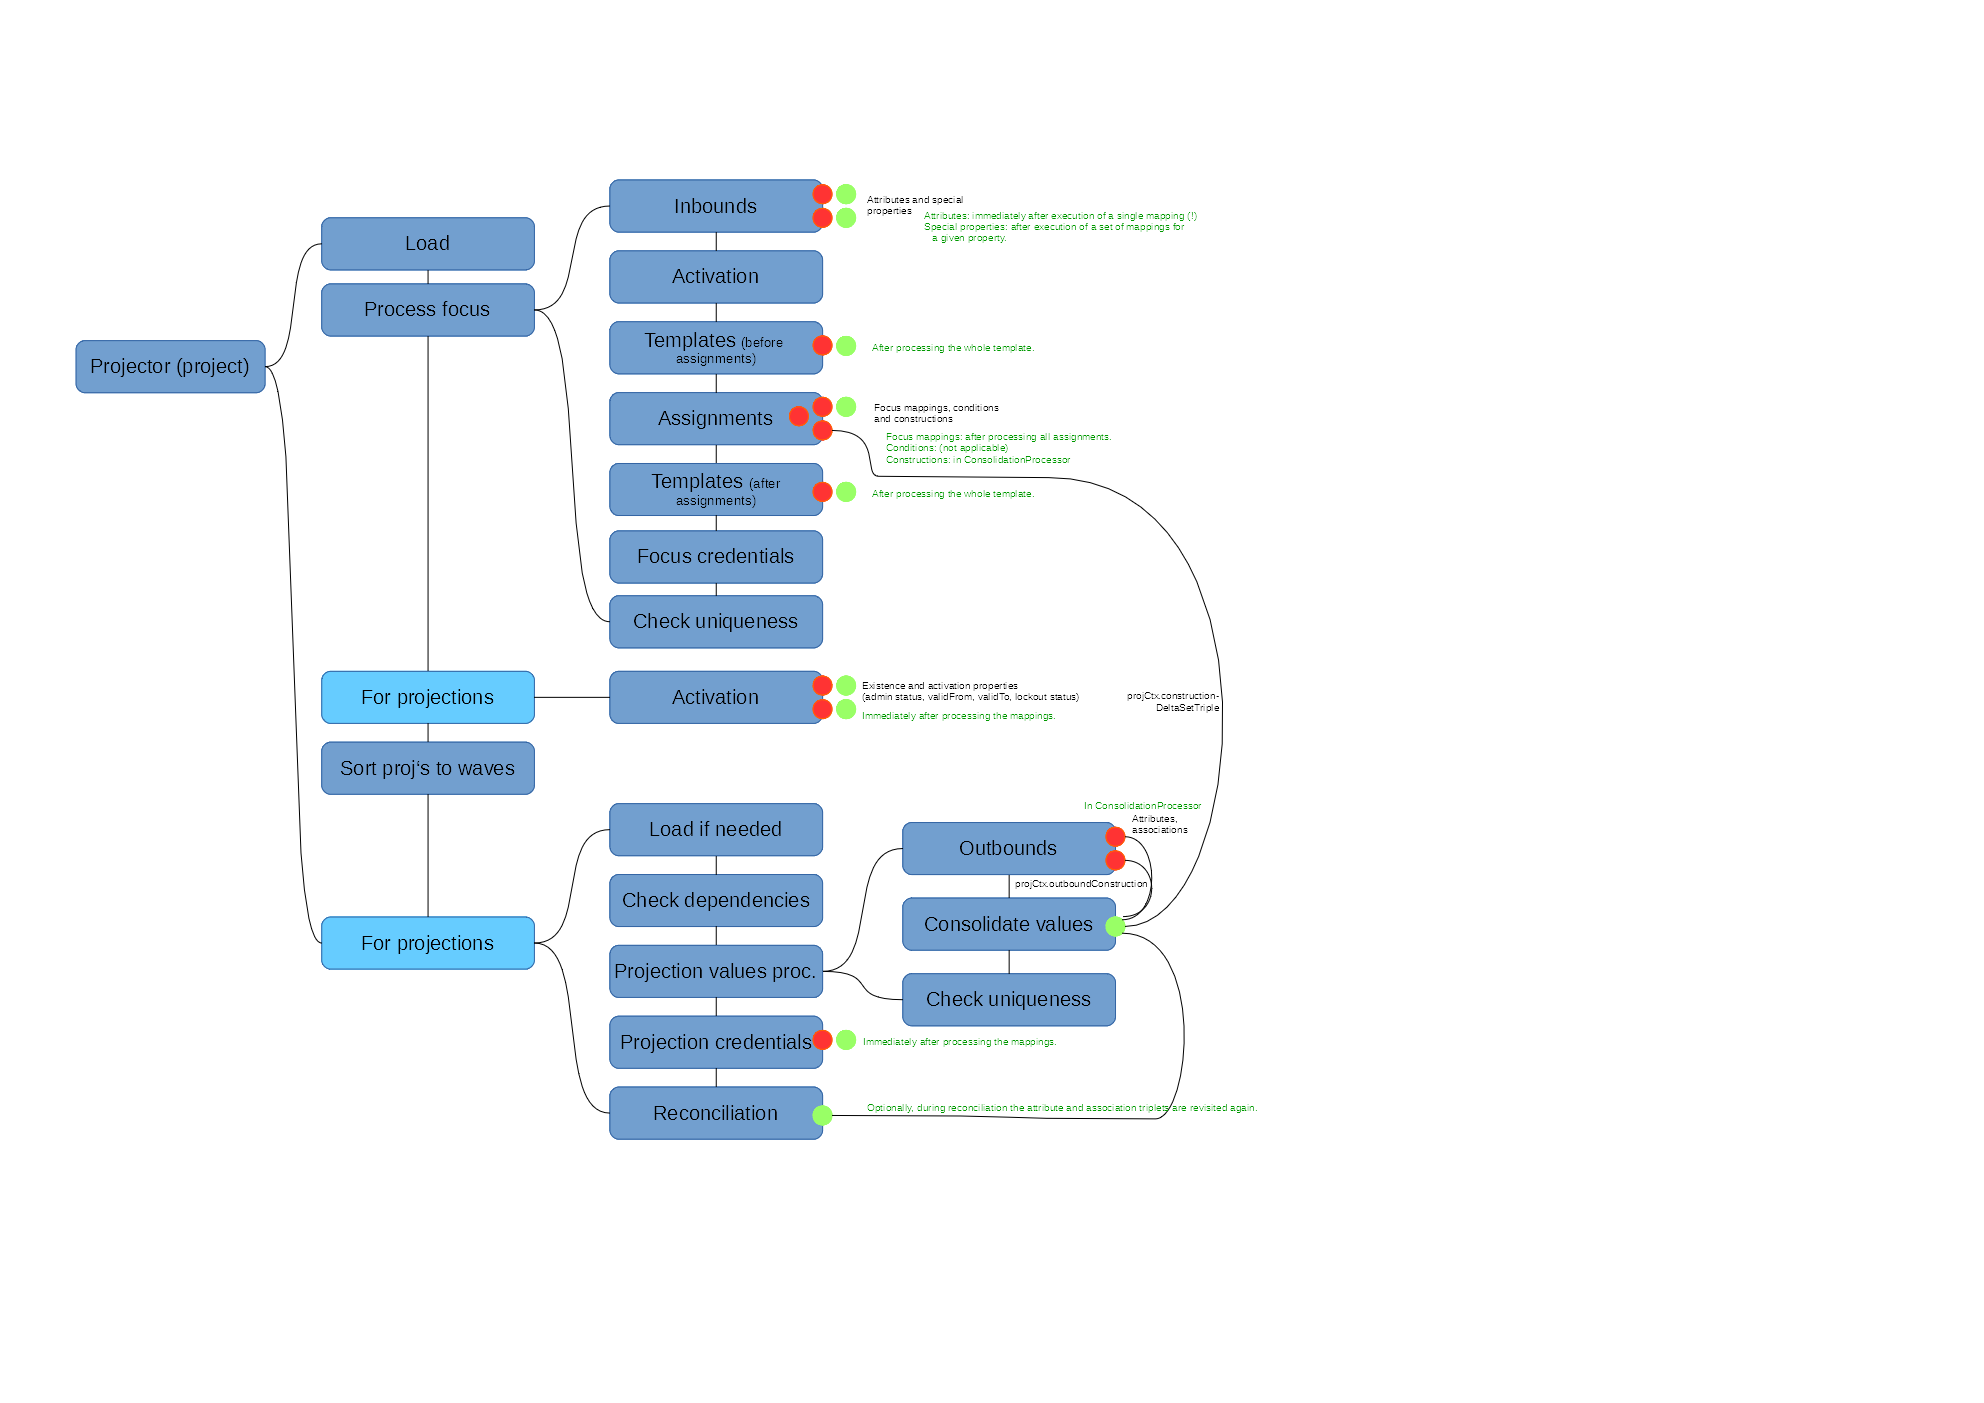 Projector (project)
Load
Process focus
For projections
Sort proj‘s to waves
For projections
Inbounds
Attributes and special
properties
Attributes: immediately after execution of a single mapping (!)
Special properties: after execution of a set of mappings for
a given property.
Activation
Templates (before
assignments)
After processing the whole template.
Assignments
Focus mappings, conditions
and constructions
Focus mappings: after processing all assignments.
Conditions: (not applicable)
Constructions: in ConsolidationProcessor
Templates (after
assignments)
After processing the whole template.
Focus credentials
Check uniqueness
Activation
Existence and activation properties
(admin status, validFrom, validTo, lockout status)
Immediately after processing the mappings.
projCtx.construction-
DeltaSetTriple
Load if needed
Check dependencies
Projection values proc.
Projection credentials
Immediately after processing the mappings.
Reconciliation
Optionally, during reconciliation the attribute and association triplets are revisited again.
In ConsolidationProcessor
Attributes,
associations
Outbounds
projCtx.outboundConstruction
Consolidate values
Check uniqueness